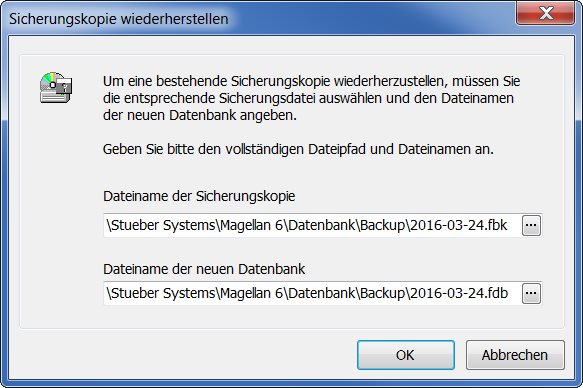 Sicherungskopie wiederherstellen
Um eine bestehende Sicherungskopie wiederherzustellen, müssen Sie
die entsprechende Sicherungsdatei auswählen und den Dateinamen
der neuen Datenbank angeben.
Geben Sie bitte den vollständigen Dateipfad und Dateinamen an.
Dateiname der Sicherungskopie
\Stueber Systems\Magellan 6\Datenbank\Backup\2016-03-24.fbk ...
Dateiname der neuen Datenbank
\Stueber Systems\Magellan 6\Datenbank\Backup\2016-03-24.fdb ...
OK Abbrechen